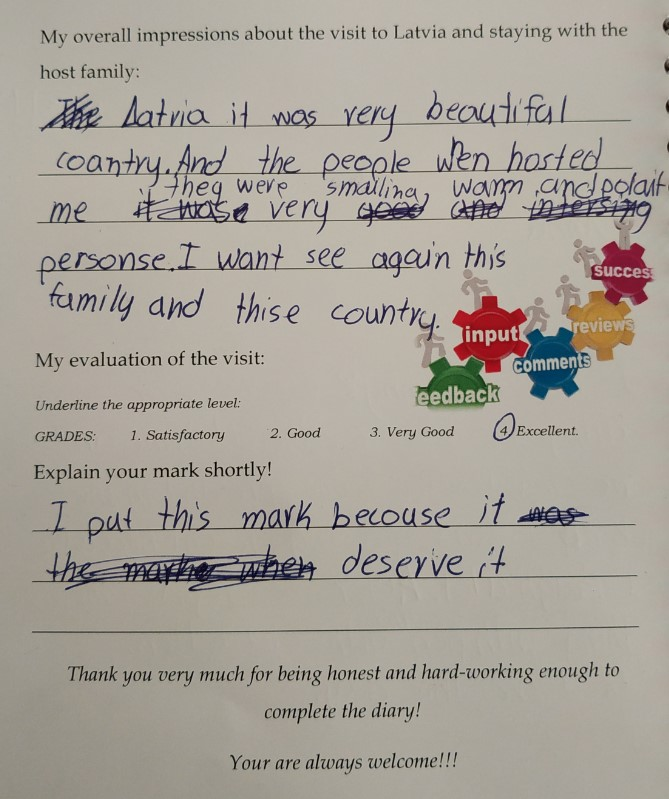 My overall impressions about the visit to Latvia and staying with the
host family:
The Latvia it was very beautiful
coantry. And the people wen hosted
they were smailing, warm, and polait
me it was very good and intersing
persons. I want see again this
family and thise country.
success
input
reviews
comments
eedback
My evaluation of the visit:
Underline the appropriate level:
GRADES: 1. Satisfactory 2. Good 3. Very Good 4 Excellent.
Explain your mark shortly!
I put this mark becouse it was
the when deserve it
Thank you very much for being honest and hard-working enough to
complete the diary!
Your are always welcome!!!